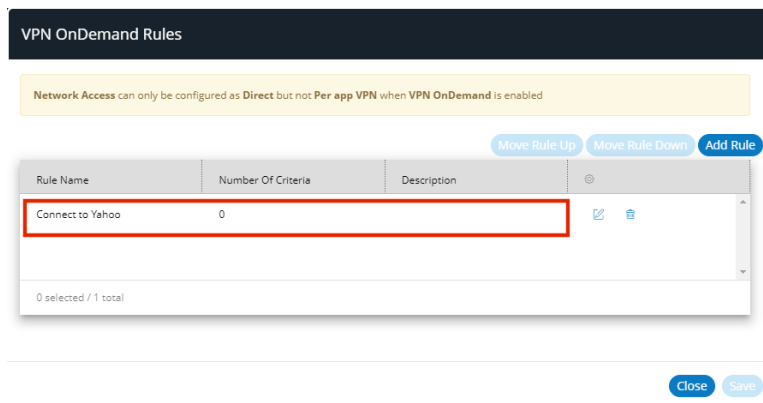 VPN OnDemand Rules
Network Access can only be configured as Direct but not Per app VPN when VPN OnDemand is enabled
Move Rule Up Move Rule Down Add Rule
Rule Name Number Of Criteria Description
Connect to Yahoo 0
0 selected / 1 total
Close Save